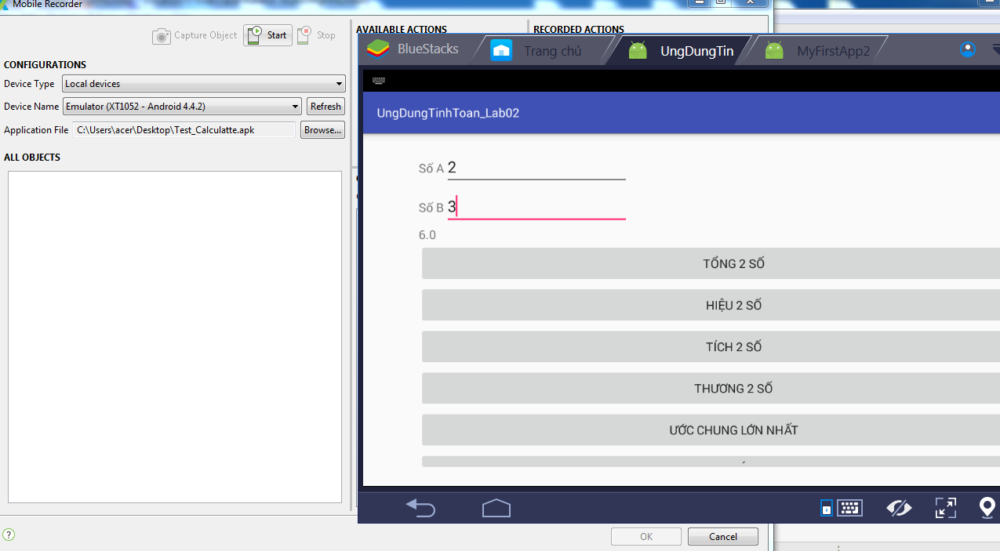 Mobile Recorder
Capture Object
Start
Stop
CONFIGURATIONS
Device Type
Local devices
Device Name
Emulator (XT1052 - Android 4.4.2)
Refresh
Application File
C:\Users\acer\Desktop\Test_Calculatte.apk
Browse...
ALL OBJECTS
AVAILABLE ACTIONS
RECORDED ACTIONS
BlueStacks
Trang chủ
UngDungTin
MyFirstApp2
UngDungTinhToan_Lab02
Số A 2
Số B 3
6.0
TỔNG 2 SỐ
HIỆU 2 SỐ
TÍCH 2 SỐ
THƯƠNG 2 SỐ
ƯỚC CHUNG LỚN NHẤT
?
OK
Cancel